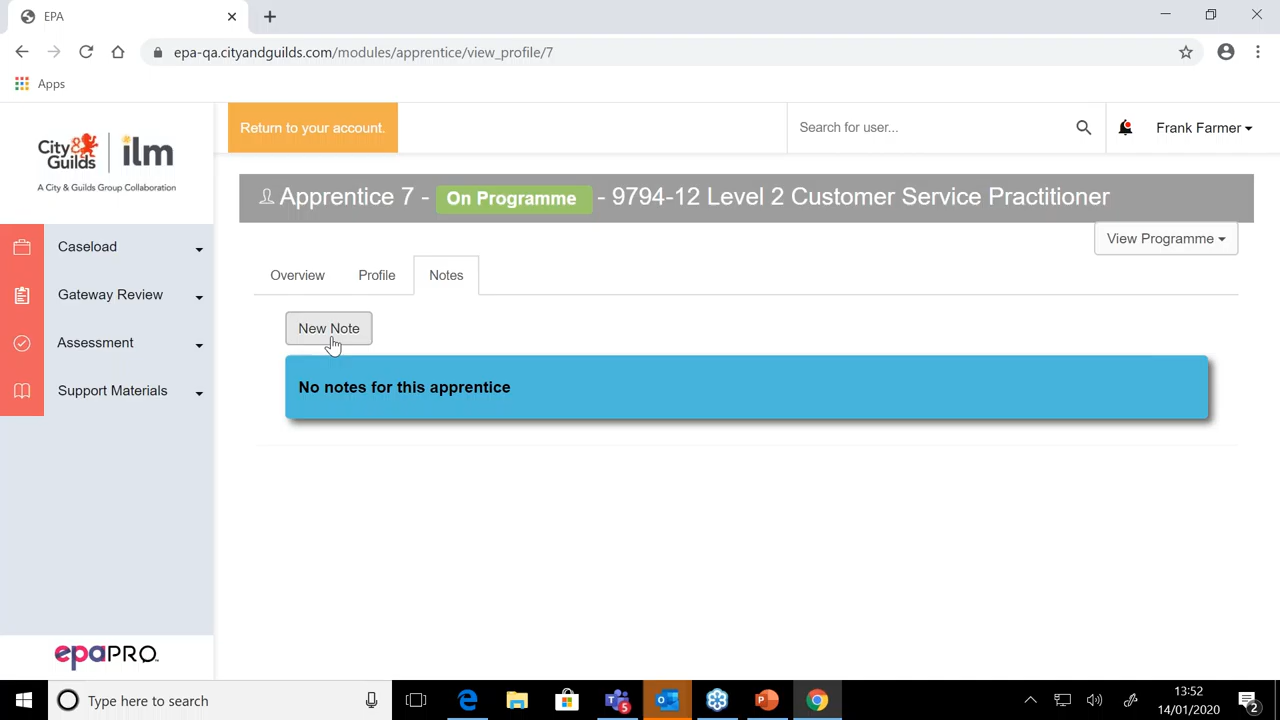 EPA
epa-qa.cityandguilds.com/modules/apprentice/view_profile/7
Apps
City & Guilds
ilm
A City & Guilds Group Collaboration
Return to your account.
Search for user...
Frank Farmer
Apprentice 7 - On Programme - 9794-12 Level 2 Customer Service Practitioner
View Programme
Caseload
Gateway Review
Assessment
Support Materials
Overview
Profile
Notes
New Note
No notes for this apprentice
epaPRO
Type here to search
5
13:52
14/01/2020
2